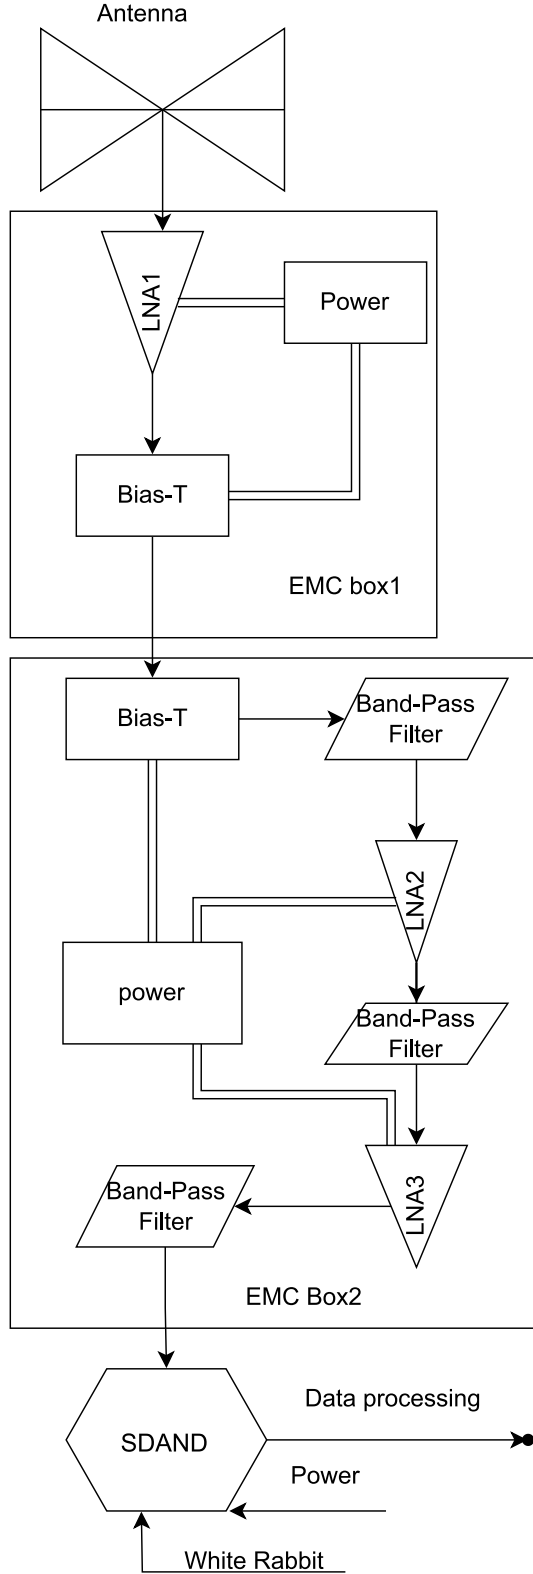 Antenna
LNA1
Power
Bias-T
EMC box1
Bias-T
Band-Pass
Filter
LNA2
power
Band-Pass
Filter
LNA3
Band-Pass
Filter
EMC Box2
Data processing
SDAND
Power
White Rabbit